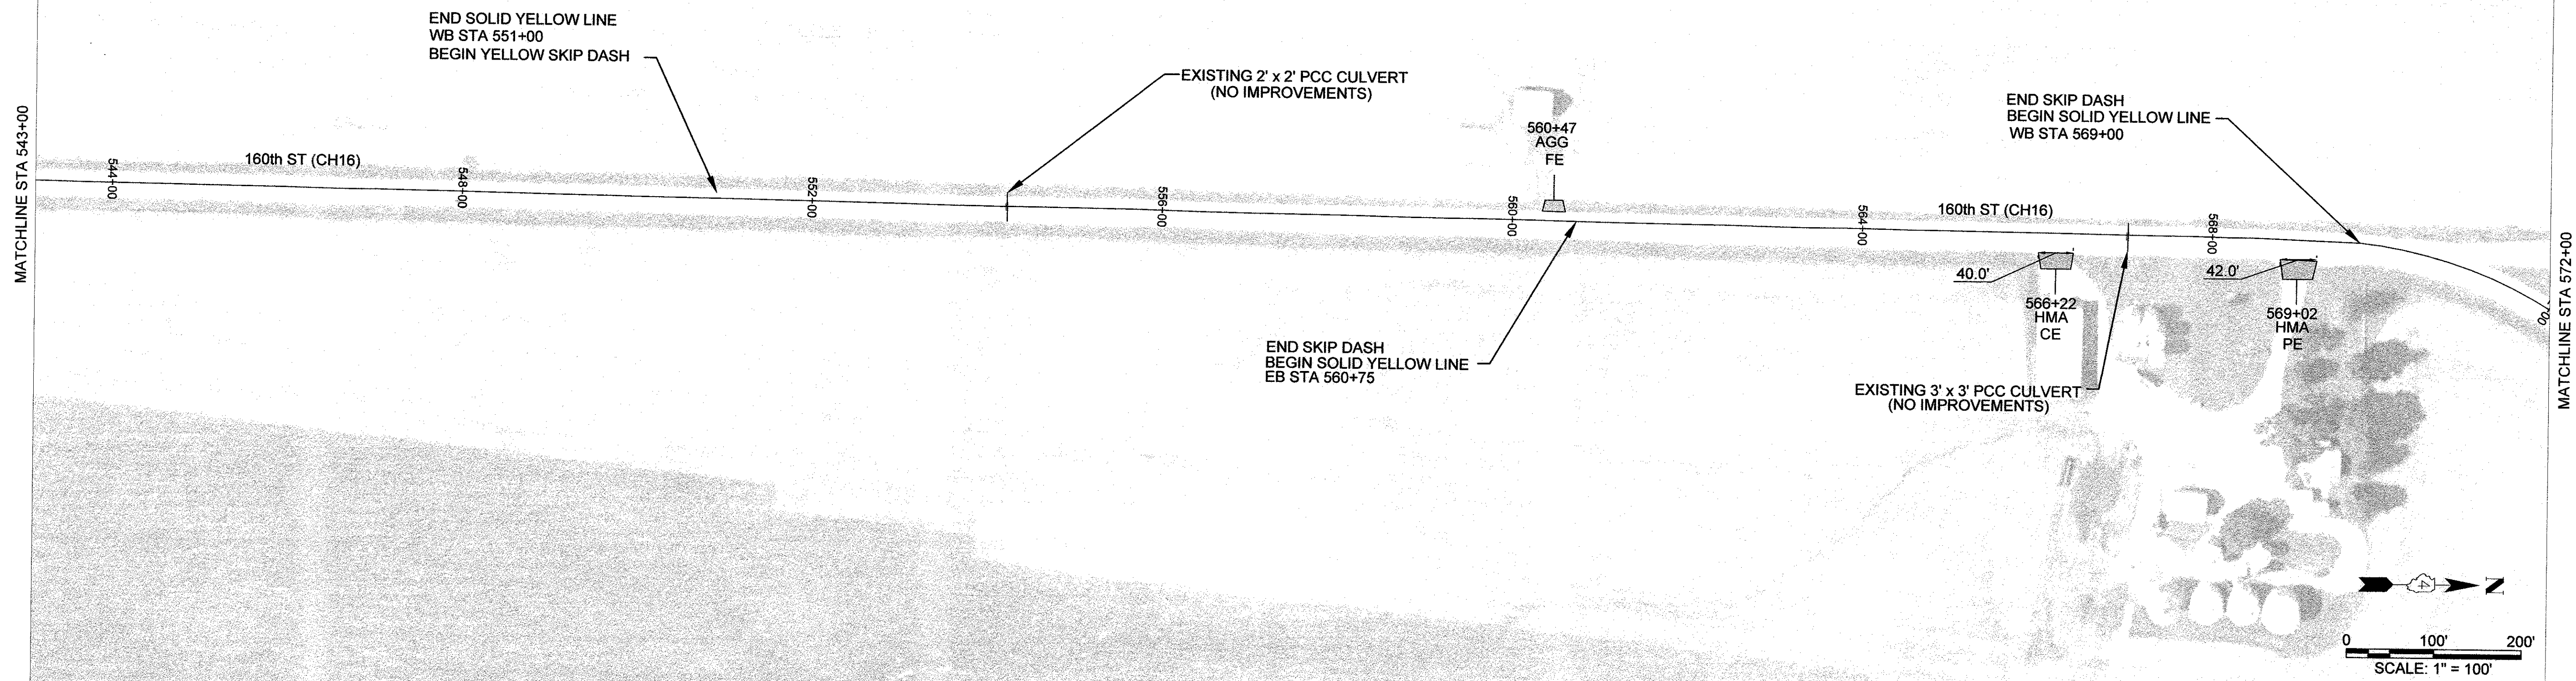 END SOLID YELLOW LINE
WB STA 551+00
BEGIN YELLOW SKIP DASH
EXISTING 2' x 2' PCC CULVERT
(NO IMPROVEMENTS)
560+47
AGG
FE
END SKIP DASH
BEGIN SOLID YELLOW LINE
WB STA 569+00
MATCHLINE STA 543+00
544+00
160th ST (CH16)
548+00
552+00
556+00
560+00
564+00
160th ST (CH16)
568+00
MATCHLINE STA 572+00
40.0'
566+22
HMA
CE
42.0'
569+02
HMA
PE
END SKIP DASH
BEGIN SOLID YELLOW LINE
EB STA 560+75
EXISTING 3' x 3' PCC CULVERT
(NO IMPROVEMENTS)
N
0 100' 200'
SCALE: 1" = 100'